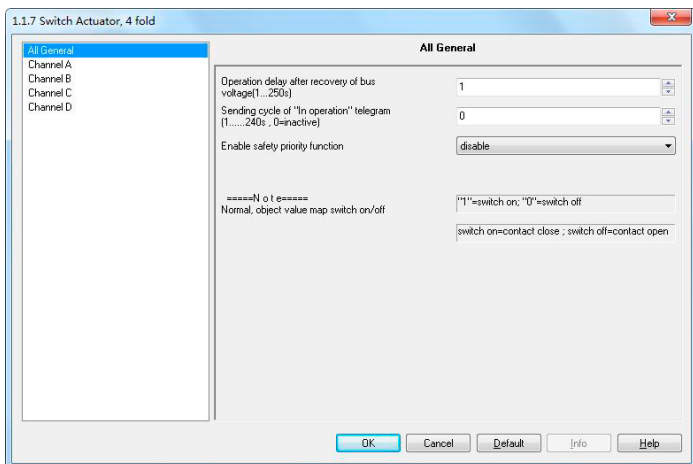 1.1.7 Switch Actuator, 4 fold
All General
Channel A
Channel B
Channel C
Channel D
All General
Operation delay after recovery of bus
voltage(1...250s)
1
Sending cycle of "In operation" telegram
(1......240s , 0=inactive)
0
Enable safety priority function
disable
=====N o t e=====
Normal, object value map switch on/off
"1"=switch on; "0"=switch off
switch on=contact close ; switch off=contact open
OK
Cancel
Default
Info
Help